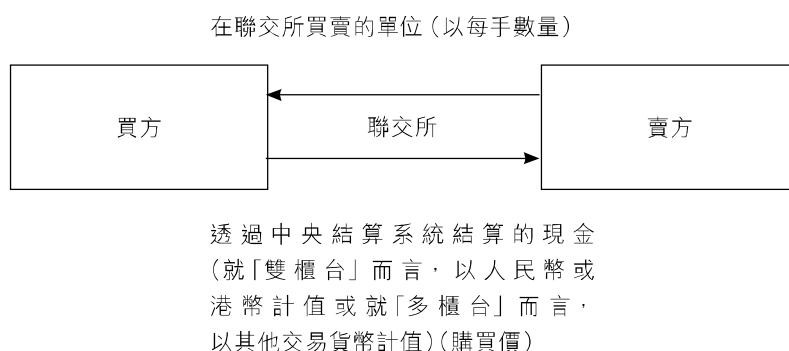 在聯交所買賣的單位（以每手數量）
買方
聯交所
賣方
透過中央結算系統結算的現金
（就「雙櫃台」而言，以人民幣或
港幣計值或就「多櫃台」而言，
以其他交易貨幣計值）（購買價）